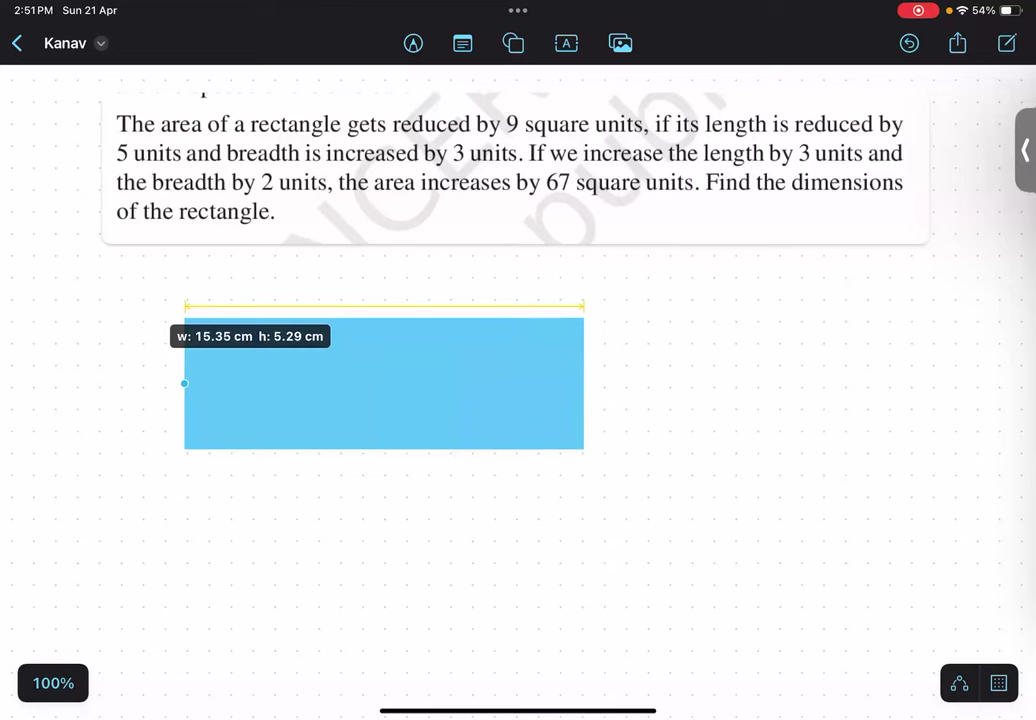 2:51 PM Sun 21 Apr
54%
Kanav
A
The area of a rectangle gets reduced by 9 square units, if its length is reduced by
5 units and breadth is increased by 3 units. If we increase the length by 3 units and
the breadth by 2 units, the area increases by 67 square units. Find the dimensions
of the rectangle.
w: 15.35 cm h: 5.29 cm
100%